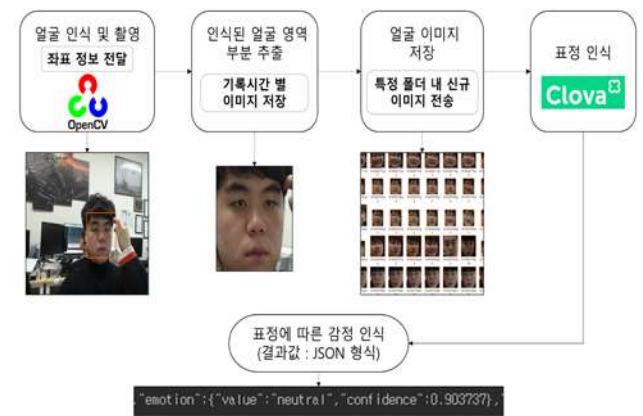 얼굴 인식 및 촬영
좌표 정보 전달
OpenCV
인식된 얼굴 영역
부분 추출
기록시간 별
이미지 저장
얼굴 이미지
저장
특정 폴더 내 신규
이미지 전송
표정 인식
Clova
표정에 따른 감정 인식
(결과값 : JSON 형식)
,"emotion":{"value":"neutral","confidence":0.903737},